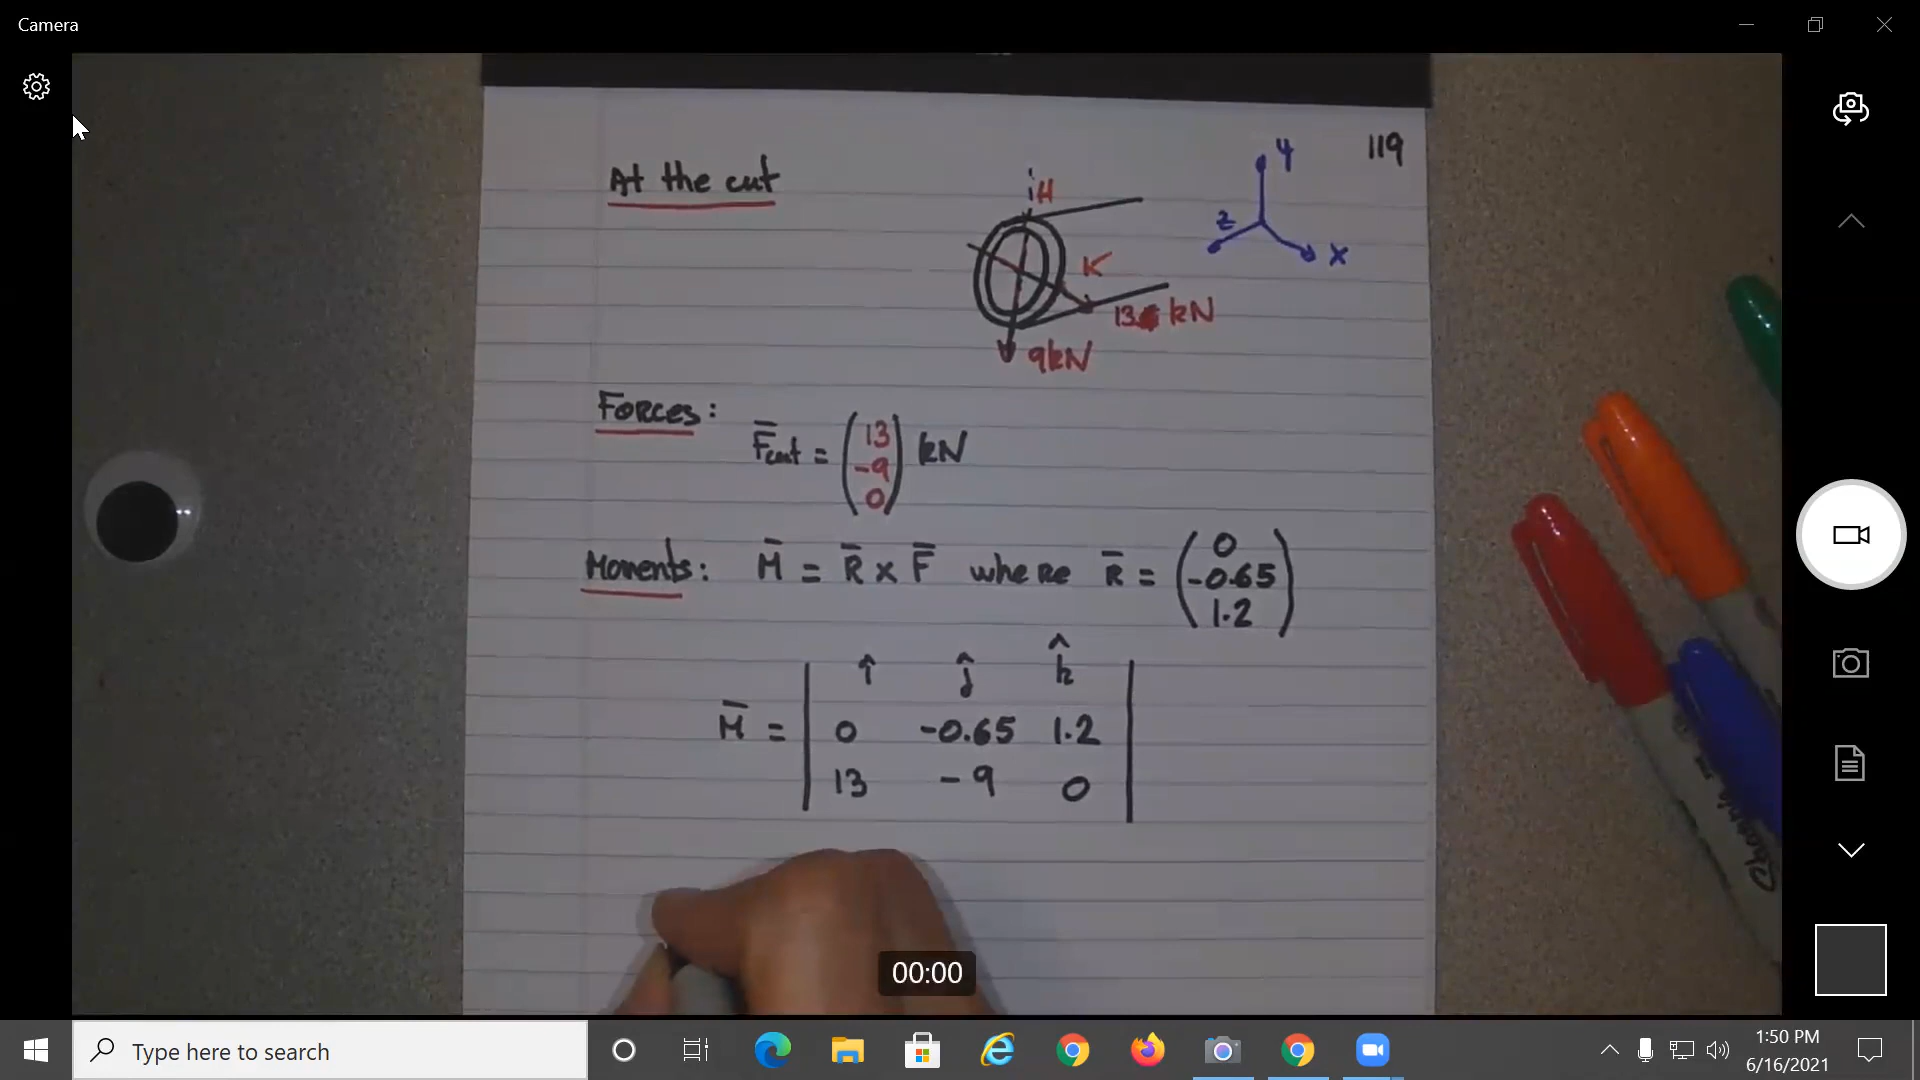 Camera
119
At the cut
H
y
z
x
K
13 kN
9kN
Forces:
F̅cut = (13 -9 0) kN
Moments: M̅ = R̅ x F̅ where R̅ = (0 -0.65 1.2)
î ĵ k̂
M̅ = | 0 -0.65 1.2 |
13 -9 0
Sharpie
00:00
Type here to search
1:50 PM
6/16/2021